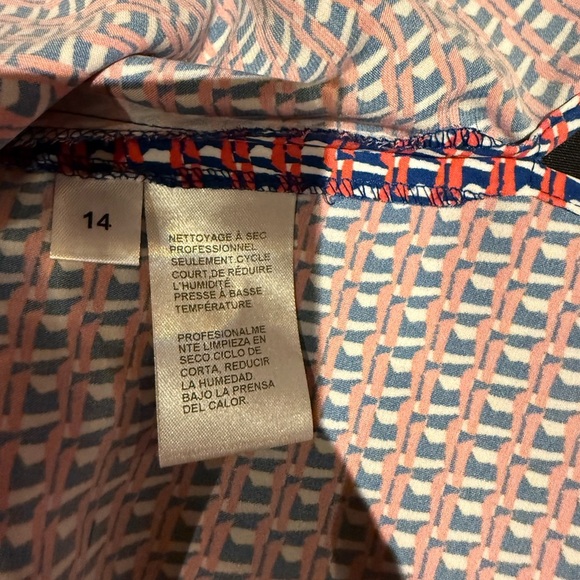 14
NETTOYAGE À SEC
PROFESSIONNEL
SEULEMENT,CYCLE
COURT,DE RÉDUIRE
L'HUMIDITÉ.
PRESSE À BASSE
TEMPÉRATURE
PROFESIONALME
NTE LIMPIEZA EN
SECO.CICLO DE
CORTA, REDUCIR
LA HUMEDAD
BAJO LA PRENSA
DEL CALOR.